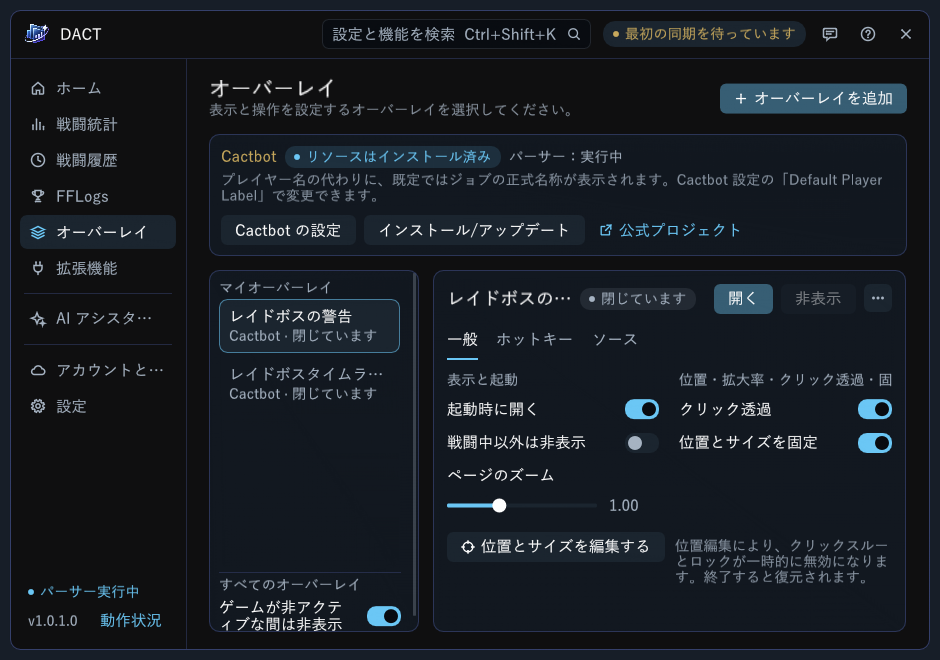 DACT
設定と機能を検索 Ctrl+Shift+K
最初の同期を待っています
ホーム
戦闘統計
戦闘履歴
FFLogs
オーバーレイ
拡張機能
AI アシスタ…
アカウントと…
設定
パーサー実行中
v1.0.1.0 動作状況
オーバーレイ
表示と操作を設定するオーバーレイを選択してください。
+ オーバーレイを追加
Cactbot リソースはインストール済み パーサー：実行中
プレイヤー名の代わりに、既定ではジョブの正式名称が表示されます。Cactbot 設定の「Default Player
Label」で変更できます。
Cactbot の設定 インストール/アップデート 公式プロジェクト
マイオーバーレイ
レイドボスの警告
Cactbot · 閉じています
レイドボスタイムラ…
Cactbot · 閉じています
すべてのオーバーレイ
ゲームが非アクテ
ィブな間は非表示
レイドボスの… 閉じています 開く 非表示 …
一般 ホットキー ソース
表示と起動
起動時に開く
戦闘中以外は非表示
ページのズーム
1.00
位置・拡大率・クリック透過・固
クリック透過
位置とサイズを固定
位置とサイズを編集する
位置編集により、クリックスルー
とロックが一時的に無効になりま
す。終了すると復元されます。